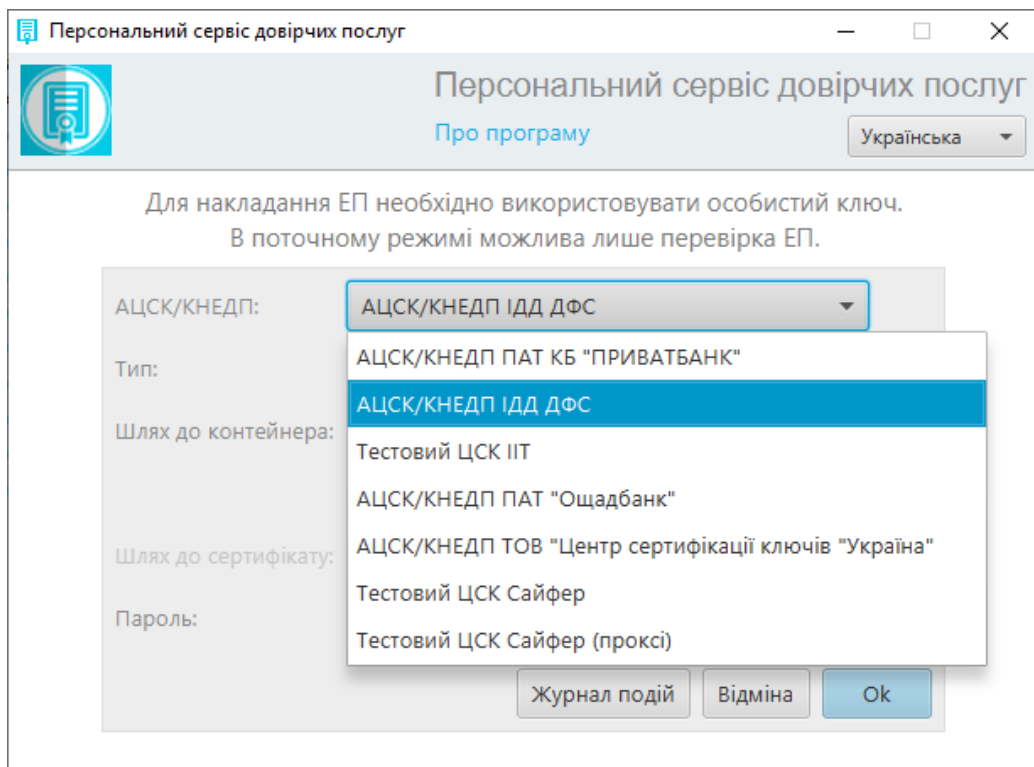 Персональний сервіс довірчих послуг
Персональний сервіс довірчих послуг
Про програму
Українська
Для накладання ЕП необхідно використовувати особистий ключ.
В поточному режимі можлива лише перевірка ЕП.
АЦСК/КНЕДП:
АЦСК/КНЕДП ІДД ДФС
Тип:
Шлях до контейнера:
Шлях до сертифікату:
Пароль:
АЦСК/КНЕДП ПАТ КБ "ПРИВАТБАНК"
АЦСК/КНЕДП ІДД ДФС
Тестовий ЦСК ІІТ
АЦСК/КНЕДП ПАТ "Ощадбанк"
АЦСК/КНЕДП ТОВ "Центр сертифікації ключів "Україна"
Тестовий ЦСК Сайфер
Тестовий ЦСК Сайфер (проксі)
Журнал подій
Відміна
Ok